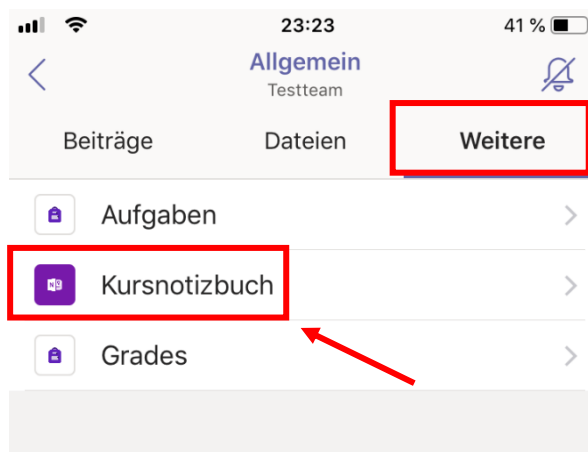 23:23
41 %
Allgemein
Testteam
Beiträge
Dateien
Weitere
Aufgaben
Kursnotizbuch
Grades